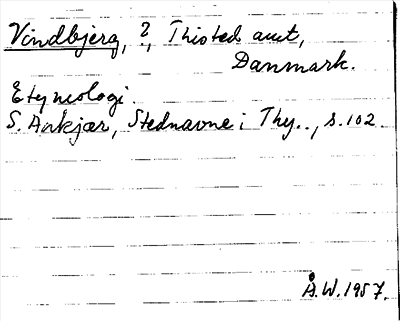 Vindbjerg, ?, Thisted amt,
Danmark.
Etymologi.
S. Aakjær, Stednavne i Thy.., s.102.
Å.W.1957.